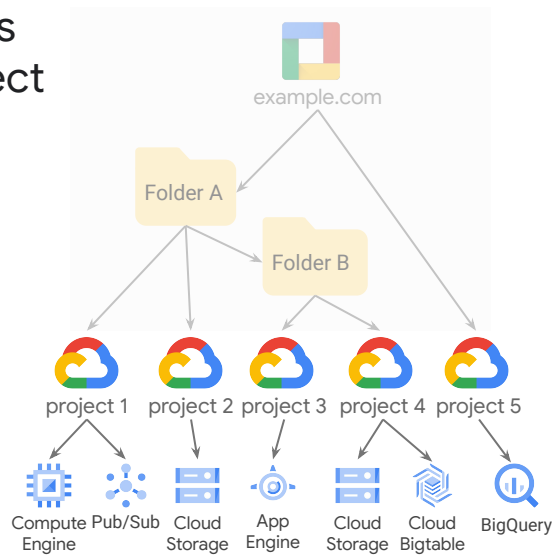 example.com
Folder A
Folder B
project 1 project 2 project 3 project 4 project 5
Compute Pub/Sub Cloud App Cloud Cloud BigQuery
Engine Storage Engine Storage Bigtable